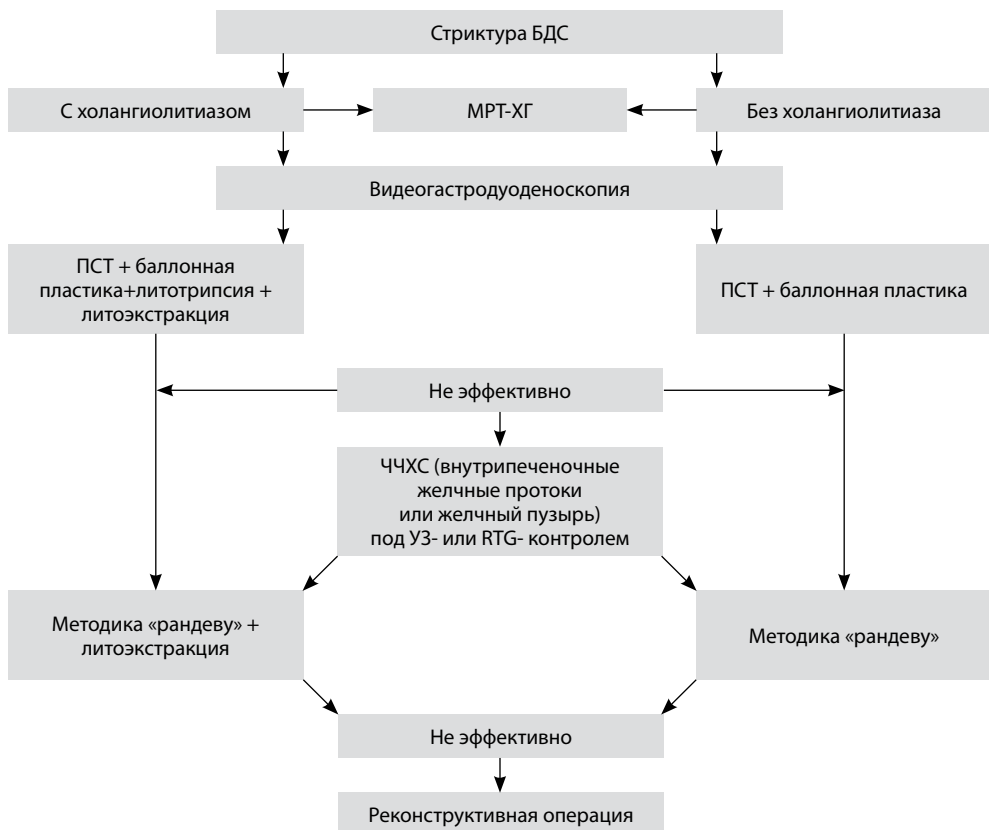 Стриктура БДС
С холангиолитиазом
МРТ-ХГ
Без холангиолитиаза
Видеогастродуоденоскопия
ПСТ + баллонная
пластика+литотрипсия +
литоэкстракция
ПСТ + баллонная пластика
Не эффективно
ЧЧХС (внутрипеченочные
желчные протоки
или желчный пузырь)
под УЗ- или RTG- контролем
Методика «рандеву» +
литоэкстракция
Методика «рандеву»
Не эффективно
Реконструктивная операция